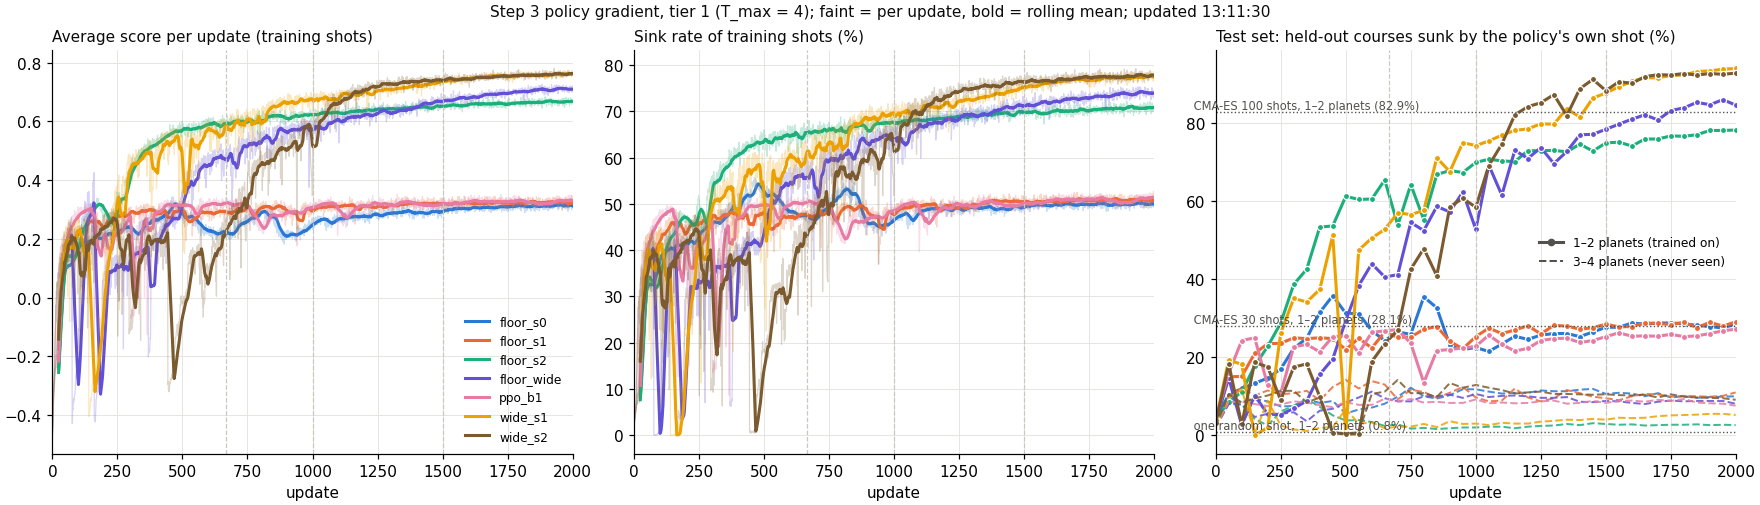 Step 3 policy gradient, tier 1 (T_max = 4); faint = per update, bold = rolling mean; updated 13:11:30
Average score per update (training shots)
0.8
0.6
0.4
0.2
0.0
−0.2
−0.4
0 250 500 750 1000 1250 1500 1750 2000
update
floor_s0
floor_s1
floor_s2
floor_wide
ppo_b1
wide_s1
wide_s2
Sink rate of training shots (%)
80
70
60
50
40
30
20
10
0
0 250 500 750 1000 1250 1500 1750 2000
update
Test set: held-out courses sunk by the policy's own shot (%)
80
60
40
20
0
CMA-ES 100 shots, 1–2 planets (82.9%)
1–2 planets (trained on)
3–4 planets (never seen)
CMA-ES 30 shots, 1–2 planets (28.1%)
one random shot, 1–2 planets (0.8%)
0 250 500 750 1000 1250 1500 1750 2000
update